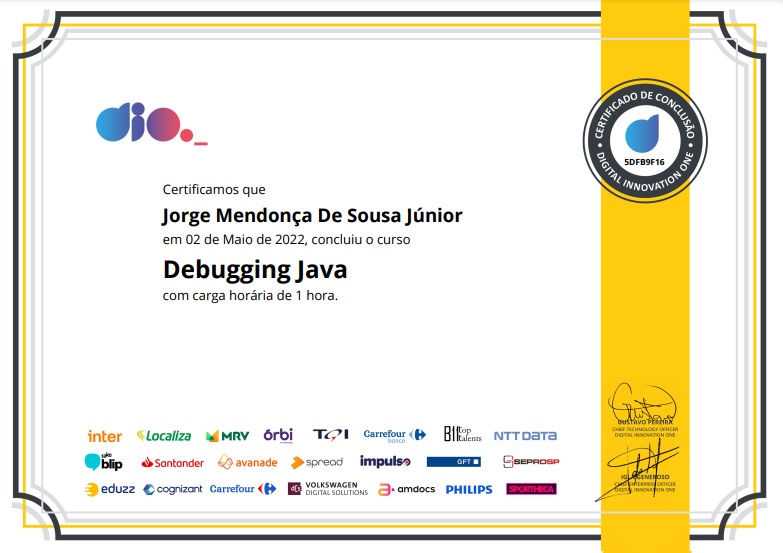 dio._
CERTIFICADO DE CONCLUSÃO
5DFB9F16
DIGITAL INNOVATION ONE
Certificamos que
Jorge Mendonça De Sousa Júnior
em 02 de Maio de 2022, concluiu o curso
Debugging Java
com carga horária de 1 hora.
inter Localiza MRV órbi TQI Carrefour banco BH Top Talents NTT DATA
take blip Santander avanade spread impulso GFT SEPROSP
eduzz cognizant Carrefour VOLKSWAGEN DIGITAL SOLUTIONS amdocs PHILIPS SPORTHECA
GUSTAVO PEREIRA
CHIEF TECHNOLOGY OFFICER
DIGITAL INNOVATION ONE
IGLÁ GENEROSO
CHIEF ENTERPRISE OFFICER
DIGITAL INNOVATION ONE